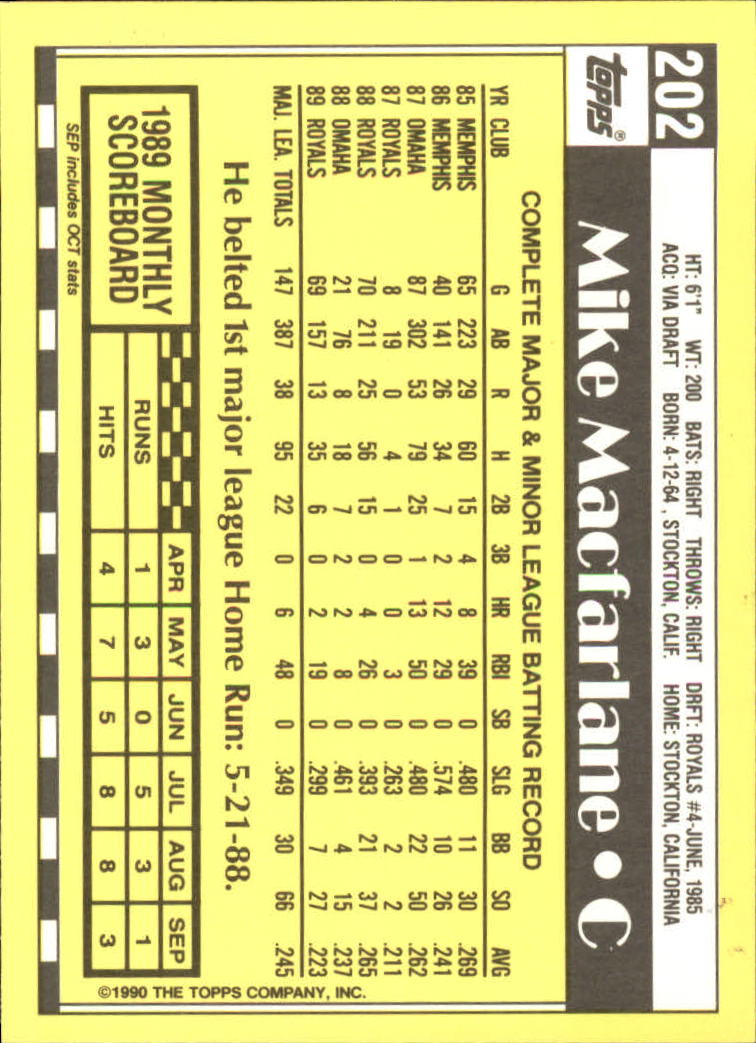 202
HT: 6'1" WT: 200 BATS: RIGHT THROWS: RIGHT DRFT: ROYALS #4-JUNE, 1985
ACQ: VIA DRAFT BORN: 4-12-64 , STOCKTON, CALIF. HOME: STOCKTON, CALIFORNIA
topps®
Mike Macfarlane • C
COMPLETE MAJOR & MINOR LEAGUE BATTING RECORD
YR CLUB G AB R H 2B 3B HR RBI SB SLG BB SO AVG
85 MEMPHIS 65 223 29 60 15 4 8 39 0 .480 11 30 .269
86 MEMPHIS 40 141 26 34 7 2 12 29 0 .574 10 26 .241
87 OMAHA 87 302 53 79 25 1 13 50 0 .480 22 50 .262
87 ROYALS 8 19 0 4 1 0 0 3 0 .263 2 2 .211
88 ROYALS 70 211 25 56 15 0 4 26 0 .393 21 37 .265
88 OMAHA 21 76 8 18 7 2 2 8 0 .461 4 15 .237
89 ROYALS 69 157 13 35 6 0 2 19 0 .299 7 27 .223
MAJ. LEA. TOTALS 147 387 38 95 22 0 6 48 0 .349 30 66 .245
He belted 1st major league Home Run: 5-21-88.
1989 MONTHLY
SCOREBOARD
APR MAY JUN JUL AUG SEP
RUNS 1 3 0 5 3 1
HITS 4 7 5 8 8 3
SEP includes OCT stats
©1990 THE TOPPS COMPANY, INC.